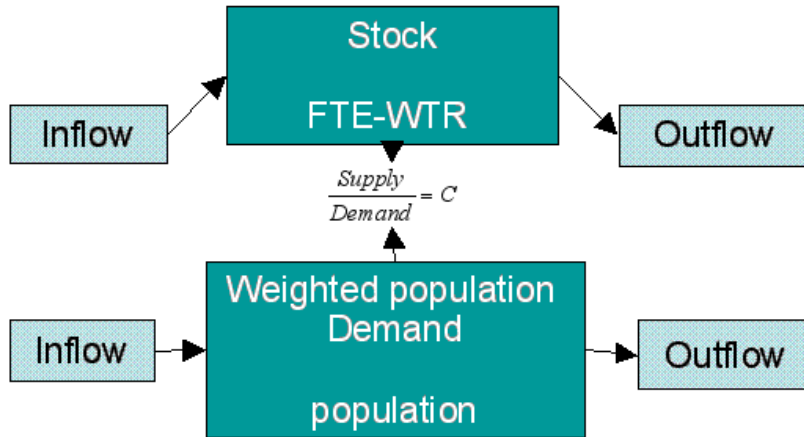 Stock
FTE-WTR
Inflow
Outflow
Supply
Demand = C
Weighted population
Demand
population
Inflow
Outflow